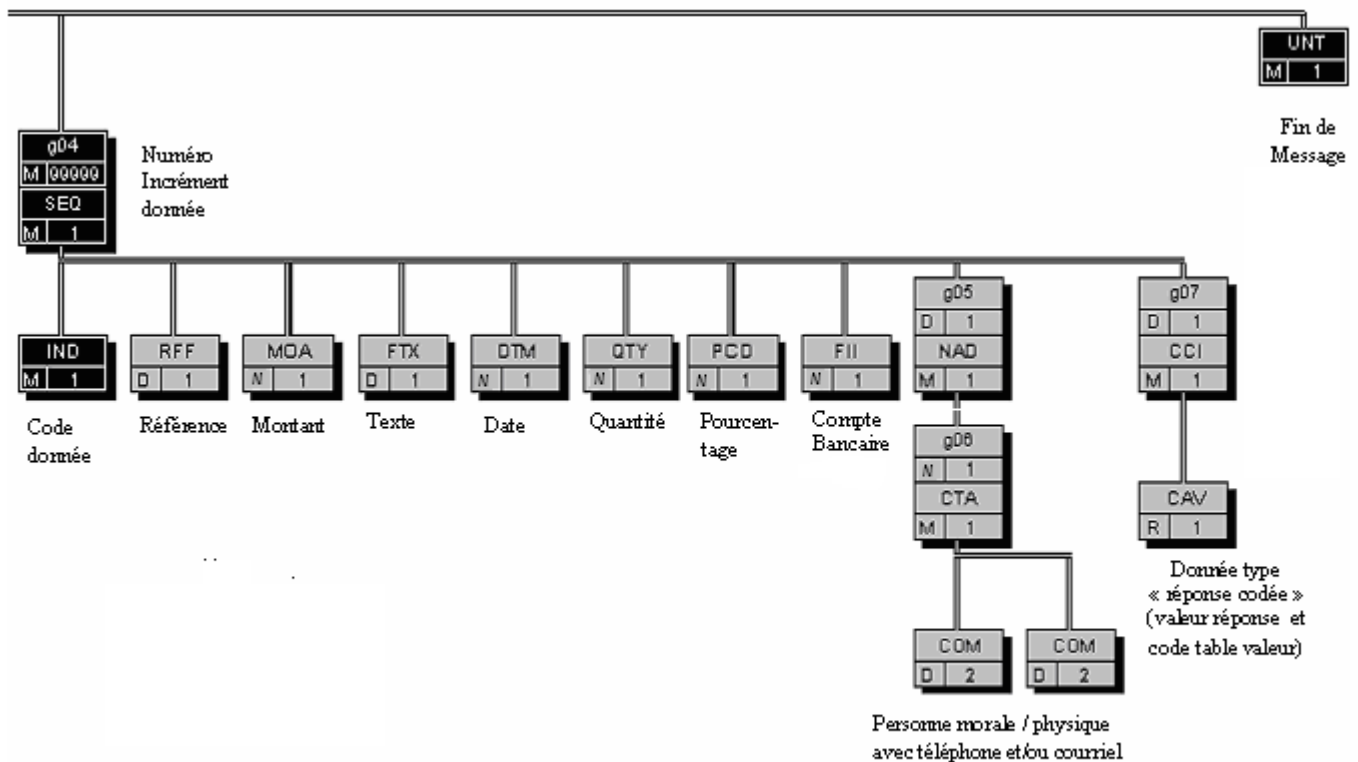 UNT
M 1
Fin de
Message
g04
M 99999
SEQ
M 1
Numéro
Incrément
donnée
IND
M 1
Code
donnée
RFF
D 1
Référence
MOA
N 1
Montant
FTX
D 1
Texte
DTM
N 1
Date
QTY
N 1
Quantité
PCD
N 1
Pourcen-
tage
FII
N 1
Compte
Bancaire
g05
D 1
NAD
M 1
g06
N 1
CTA
M 1
COM
D 2
COM
D 2
Personne morale / physique
avec téléphone et/ou courriel
g07
D 1
CCI
M 1
CAV
R 1
Donnée type
« réponse codée »
(valeur réponse et
code table valeur)